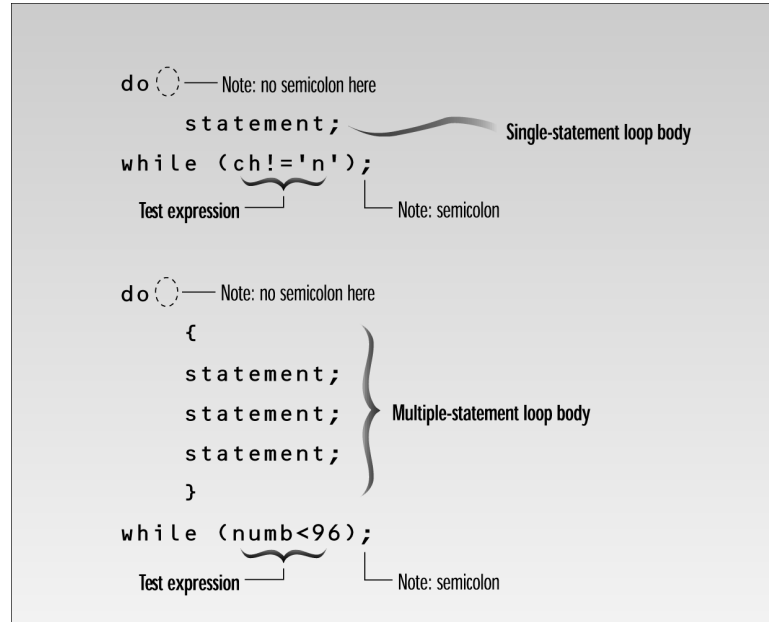 do Note: no semicolon here
statement; Single-statement loop body
while (ch!='n');
Test expression Note: semicolon
do Note: no semicolon here
{
statement;
statement; Multiple-statement loop body
statement;
}
while (numb<96);
Test expression Note: semicolon